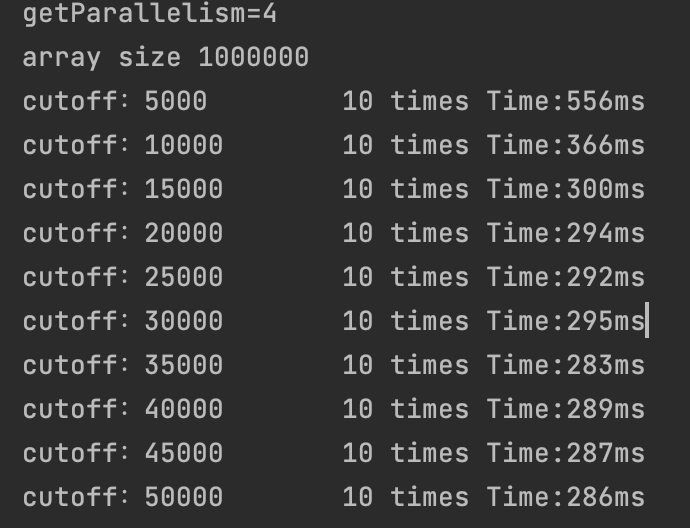 getParallelism=4
array size 1000000
cutoff: 5000 10 times Time:556ms
cutoff: 10000 10 times Time:366ms
cutoff: 15000 10 times Time:300ms
cutoff: 20000 10 times Time:294ms
cutoff: 25000 10 times Time:292ms
cutoff: 30000 10 times Time:295ms
cutoff: 35000 10 times Time:283ms
cutoff: 40000 10 times Time:289ms
cutoff: 45000 10 times Time:287ms
cutoff: 50000 10 times Time:286ms